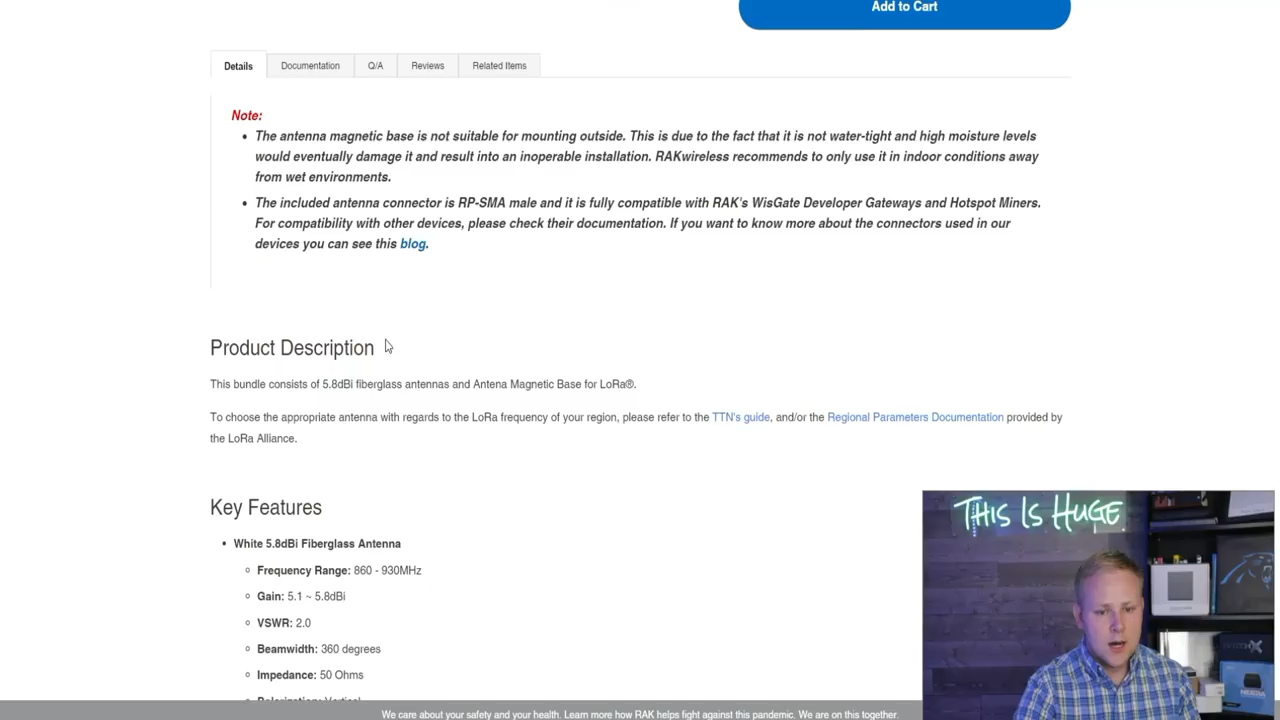 Add to Cart
Details
Documentation
Q/A
Reviews
Related Items
Note:
• The antenna magnetic base is not suitable for mounting outside. This is due to the fact that it is not water-tight and high moisture levels
would eventually damage it and result into an inoperable installation. RAKwireless recommends to only use it in indoor conditions away
from wet environments.
• The included antenna connector is RP-SMA male and it is fully compatible with RAK's WisGate Developer Gateways and Hotspot Miners.
For compatibility with other devices, please check their documentation. If you want to know more about the connectors used in our
devices you can see this blog.
Product Description
This bundle consists of 5.8dBi fiberglass antennas and Antena Magnetic Base for LoRa®.
To choose the appropriate antenna with regards to the LoRa frequency of your region, please refer to the TTN's guide, and/or the Regional Parameters Documentation provided by
the LoRa Alliance.
Key Features
• White 5.8dBi Fiberglass Antenna
Frequency Range: 860 - 930MHz
Gain: 5.1 ~ 5.8dBi
VSWR: 2.0
Beamwidth: 360 degrees
Impedance: 50 Ohms
Polarization: Vertical
THIS IS HUGE
We care about your safety and your health. Learn more how RAK helps fight against this pandemic. We are on this together.